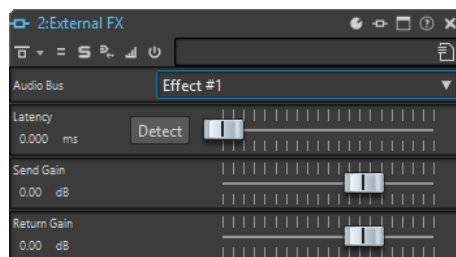 2:External FX
S
Audio Bus Effect #1
Latency
0.000 ms Detect
Send Gain
0.00 dB
Return Gain
0.00 dB